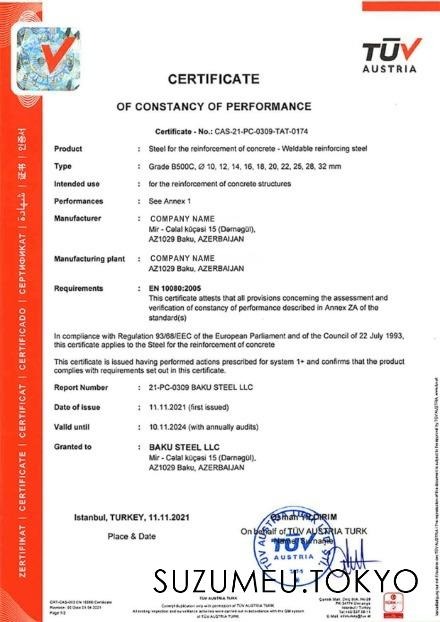 TÜV
AUSTRIA
CERTIFICATE
OF CONSTANCY OF PERFORMANCE
Certificate - No.: CAS-21-PC-0309-TAT-0174
Product : Steel for the reinforcement of concrete - Weldable reinforcing steel
Type : Grade B500C, Ø 10, 12, 14, 16, 18, 20, 22, 25, 28, 32 mm
Intended use : for the reinforcement of concrete structures
Performances : See Annex 1
Manufacturer : COMPANY NAME
Mir - Cəlal küçəsi 15 (Dərnəgül),
AZ1029 Baku, AZERBAIJAN
Manufacturing plant : COMPANY NAME
AZ1029 Baku, AZERBAIJAN
Requirements : EN 10080:2005
This certificate attests that all provisions concerning the assessment and
verification of constancy of performance described in Annex ZA of the
standard(s)
In compliance with Regulation 93/68/EEC of the European Parliament and of the Council of 22 July 1993,
this certificate applies to the Steel for the reinforcement of concrete
This certificate is issued having performed actions prescribed for system 1+ and confirms that the product
complies with requirements set out in this certificate.
Report Number : 21-PC-0309 BAKU STEEL LLC
Date of issue : 11.11.2021 (first issued)
Valid until : 10.11.2024 (with annually audits)
Granted to : BAKU STEEL LLC
Mir - Cəlal küçəsi 15 (Dərnəgül),
AZ1029 Baku, AZERBAIJAN
Istanbul, TURKEY, 11.11.2021
Place & Date
Osman YILDIRIM
On behalf of TÜV AUSTRIA TURK
Name Surname
TÜV
AUSTRIA
SUZUMEU.TOKYO
TÜV AUSTRIA TURK
ZERTIFIKAT | CERTIFICATE | CERTIFICAT | CERTIFICADO | СЕРТИФИКАТ | شهادة | 证书 | 인증서